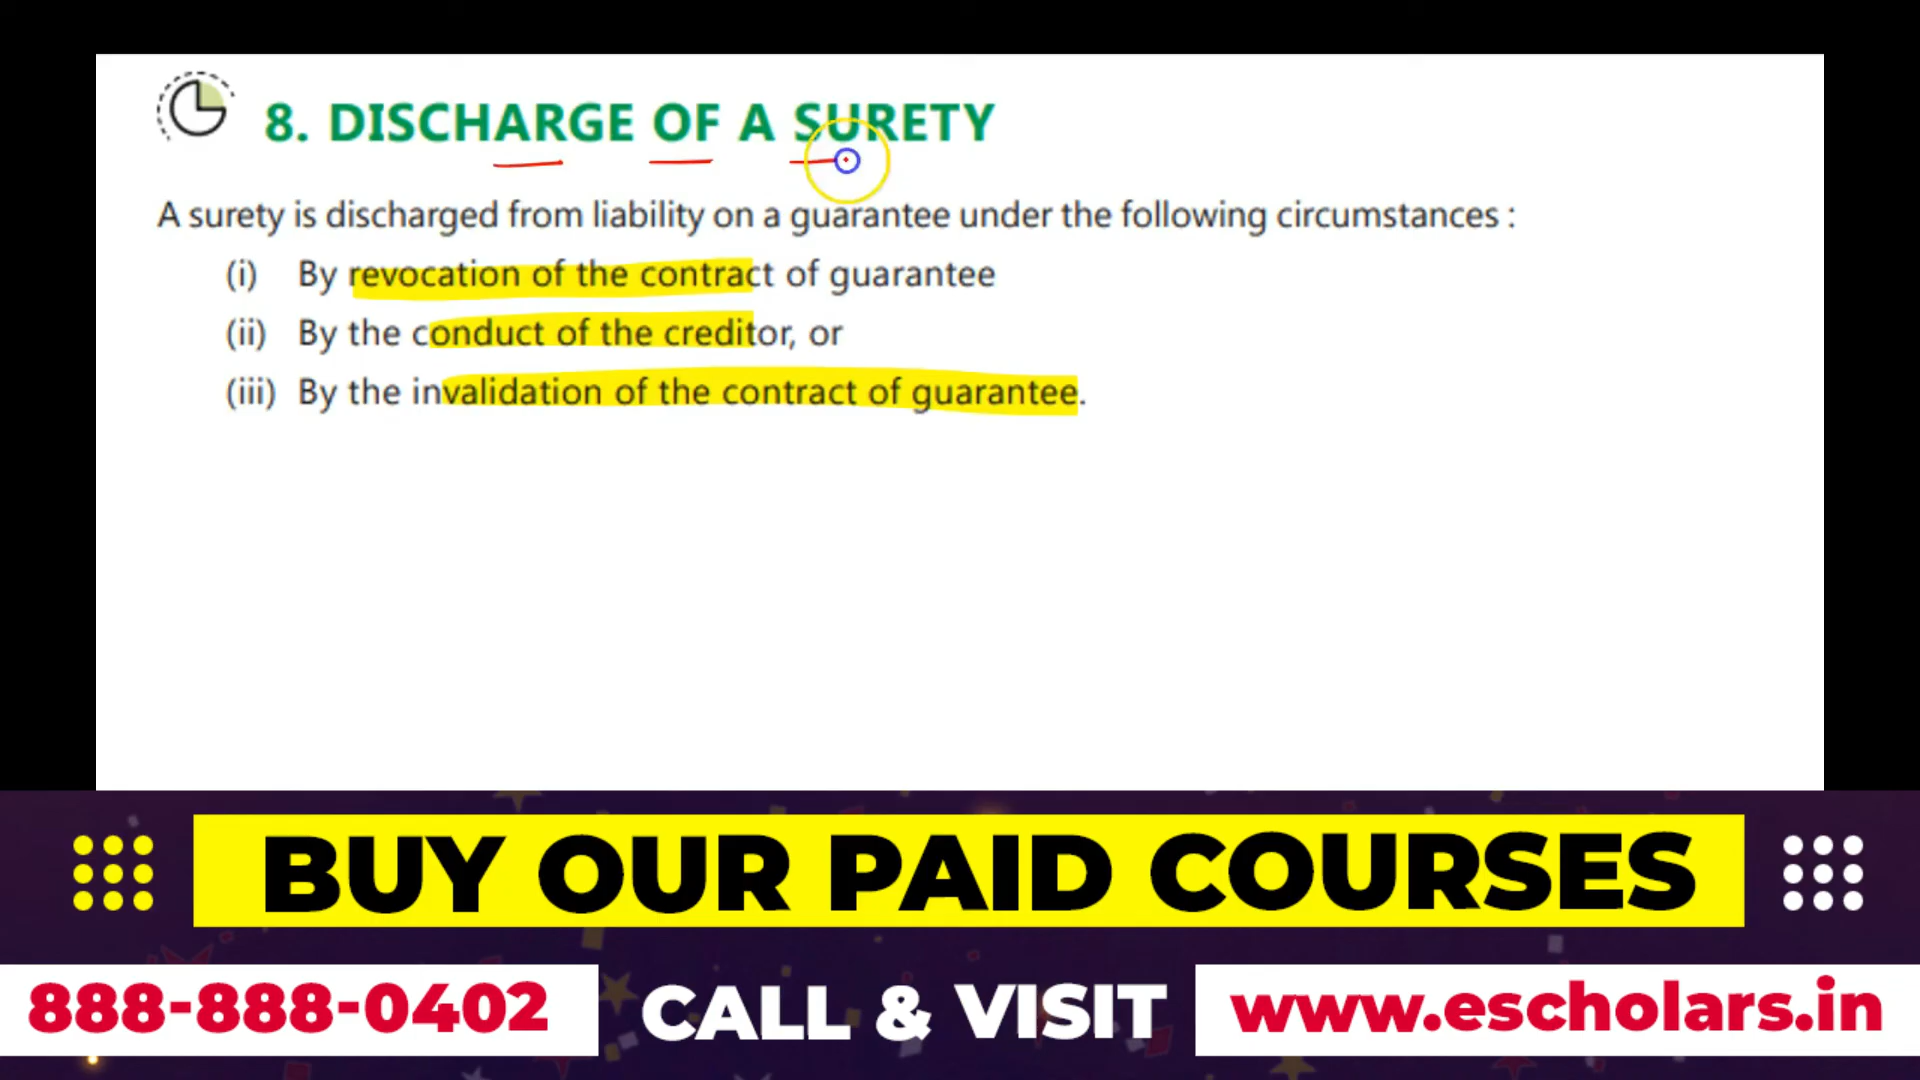 8. DISCHARGE OF A SURETY
A surety is discharged from liability on a guarantee under the following circumstances :
(i) By revocation of the contract of guarantee
(ii) By the conduct of the creditor, or
(iii) By the invalidation of the contract of guarantee.
BUY OUR PAID COURSES
888-888-0402 CALL & VISIT www.escholars.in